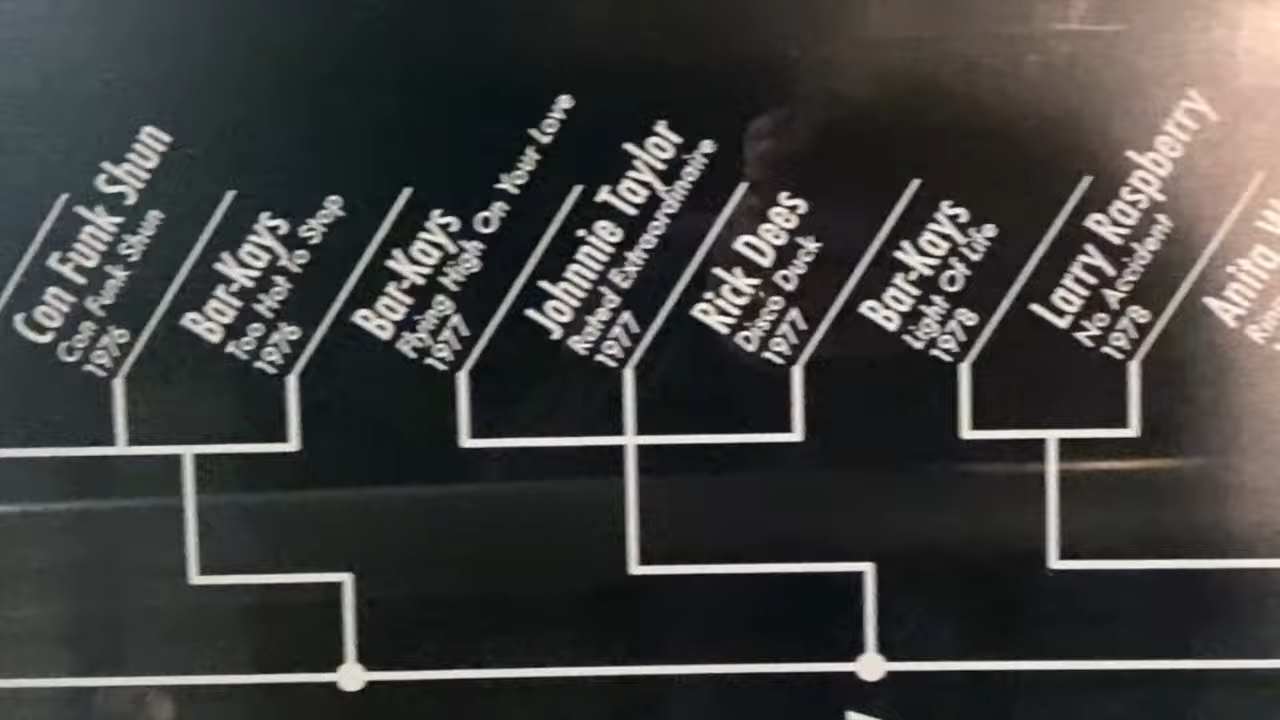 Con Funk Shun
Con Funk Shun
1976
Bar-Kays
Too Hot To Stop
1976
Bar-Kays
Flying High On Your Love
1977
Johnnie Taylor
Rated Extraordinaire
1977
Rick Dees
Disco Duck
1977
Bar-Kays
Light Of Life
1978
Larry Raspberry
No Accident
1978
Anita